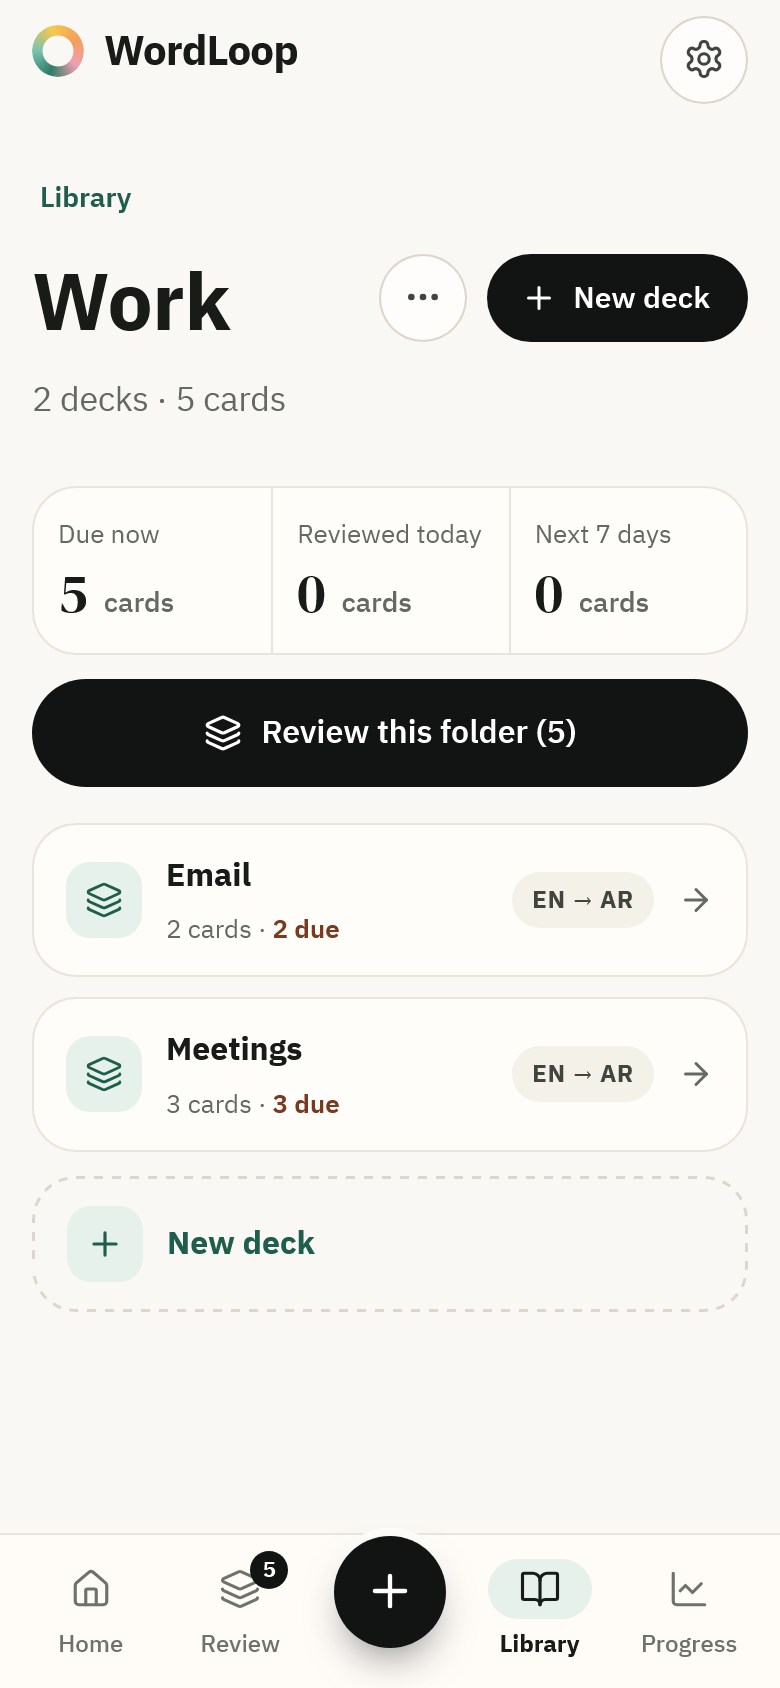 WordLoop
Library
Work
New deck
2 decks · 5 cards
Due now
5 cards
Reviewed today
0 cards
Next 7 days
0 cards
Review this folder (5)
Email
2 cards · 2 due
EN → AR
Meetings
3 cards · 3 due
EN → AR
New deck
Home
5
Review
Library
Progress